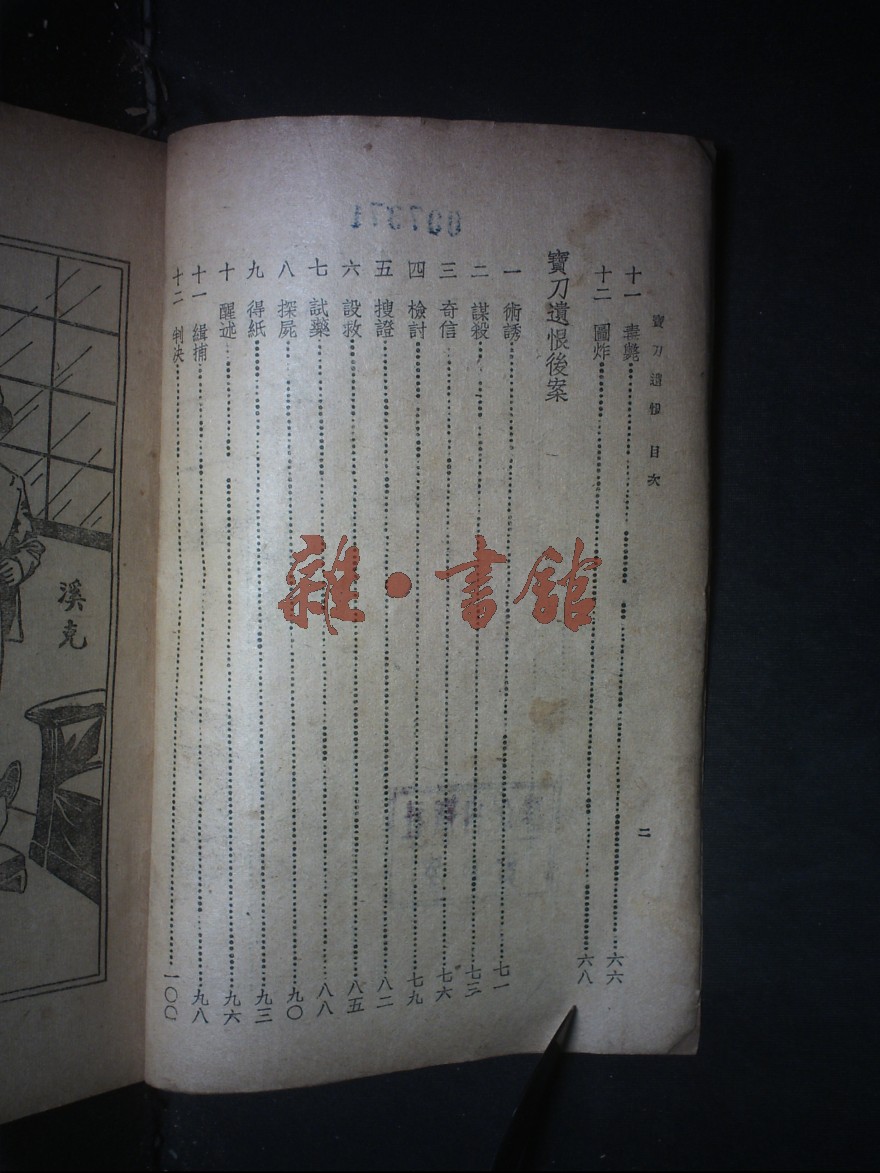 寶刀遺恨 目次
二
十一 毒斃 六六
十二 圖炸 六八
寶刀遺恨後案
一 術誘 七一
二 謀殺 七三
三 奇信 七六
四 檢討 七九
五 搜證 八二
六 設救 八五
七 試藥 八八
八 探屍 九〇
九 得紙 九三
十 醒述 九六
十一 緝捕 九八
十二 判決 一〇〇
溪克
雜·書館
007371